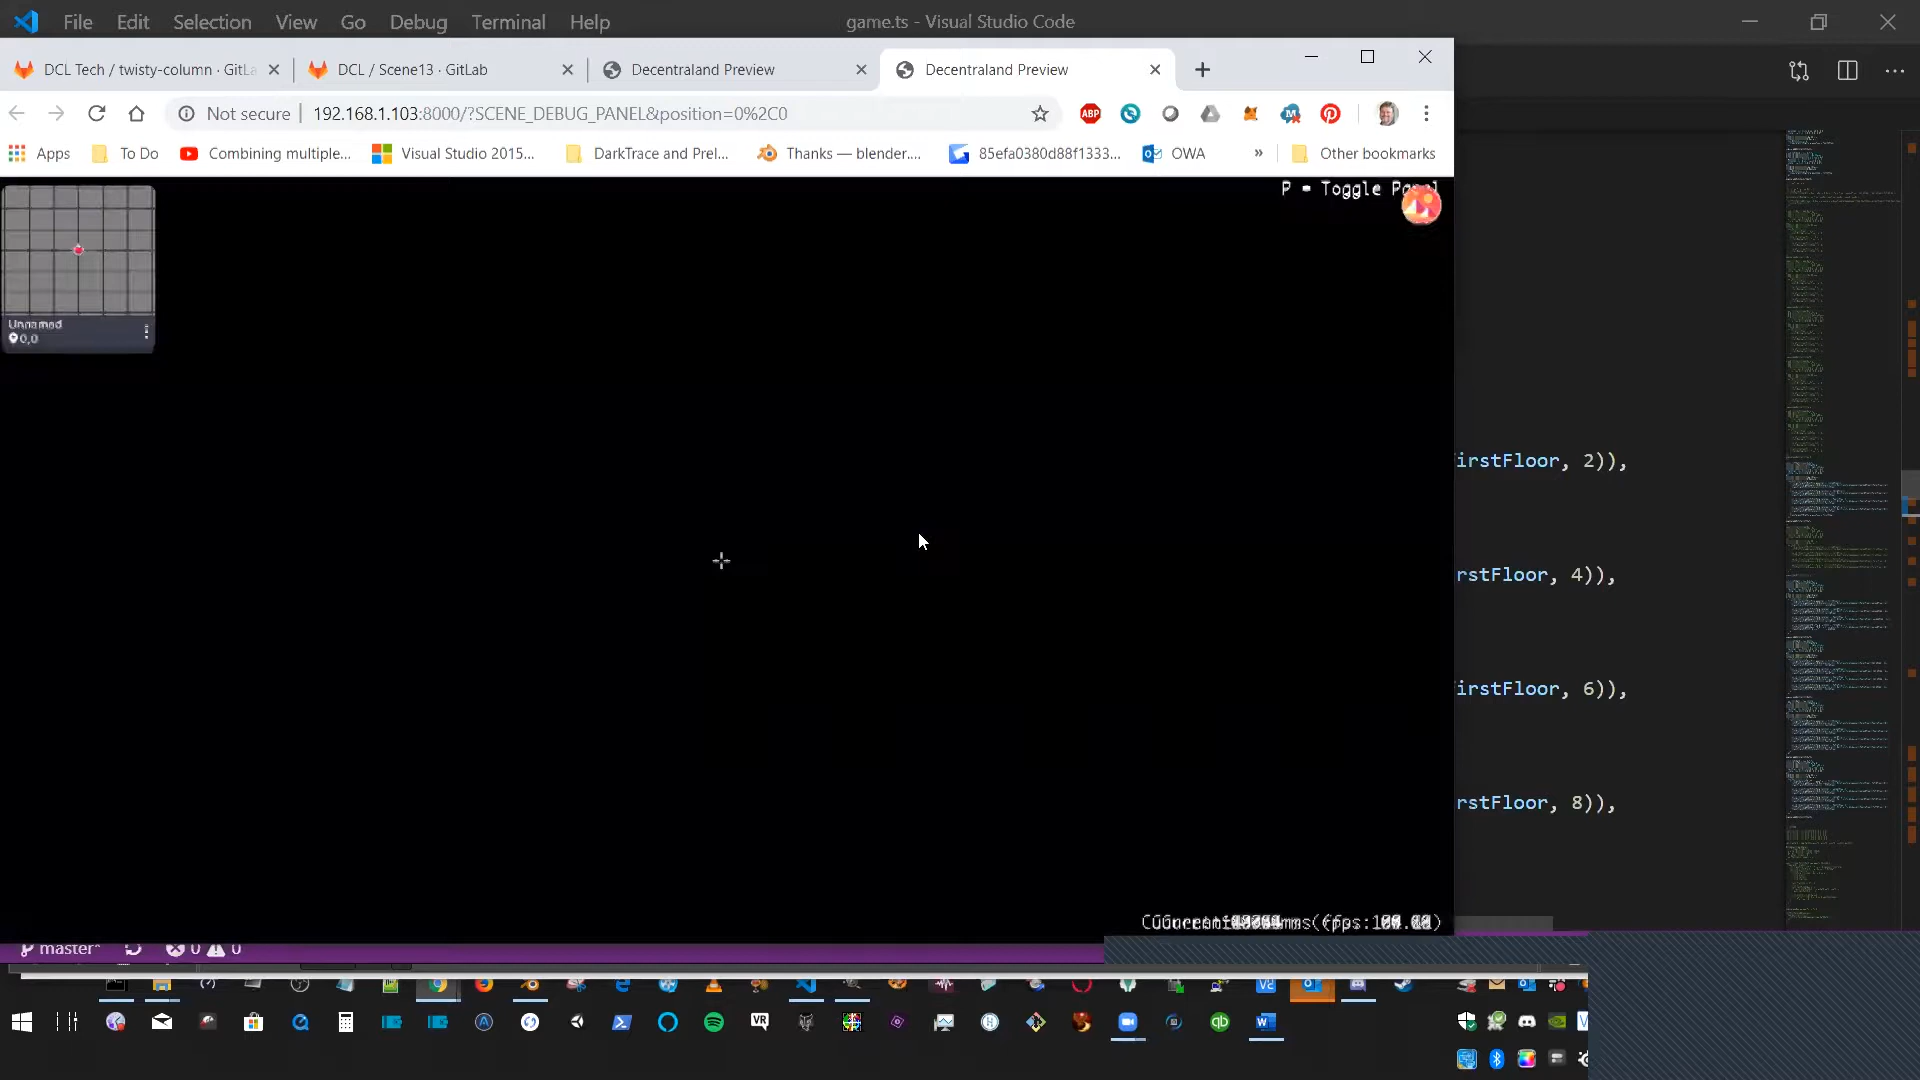 File Edit Selection View Go Debug Terminal Help game.ts - Visual Studio Code
DCL Tech / twisty-column · GitLa DCL / Scene13 · GitLab Decentraland Preview Decentraland Preview
Not secure 192.168.1.103:8000/?SCENE_DEBUG_PANEL&position=0%2C0 ABP
Apps To Do Combining multiple... Visual Studio 2015... DarkTrace and Prel... Thanks — blender.... 85efa0380d88f1333... OWA » Other bookmarks
P - Toggle
Unnamed
0,0
irstFloor, 2)),
rstFloor, 4)),
irstFloor, 6)),
rstFloor, 8)),
master* 0 0
VR